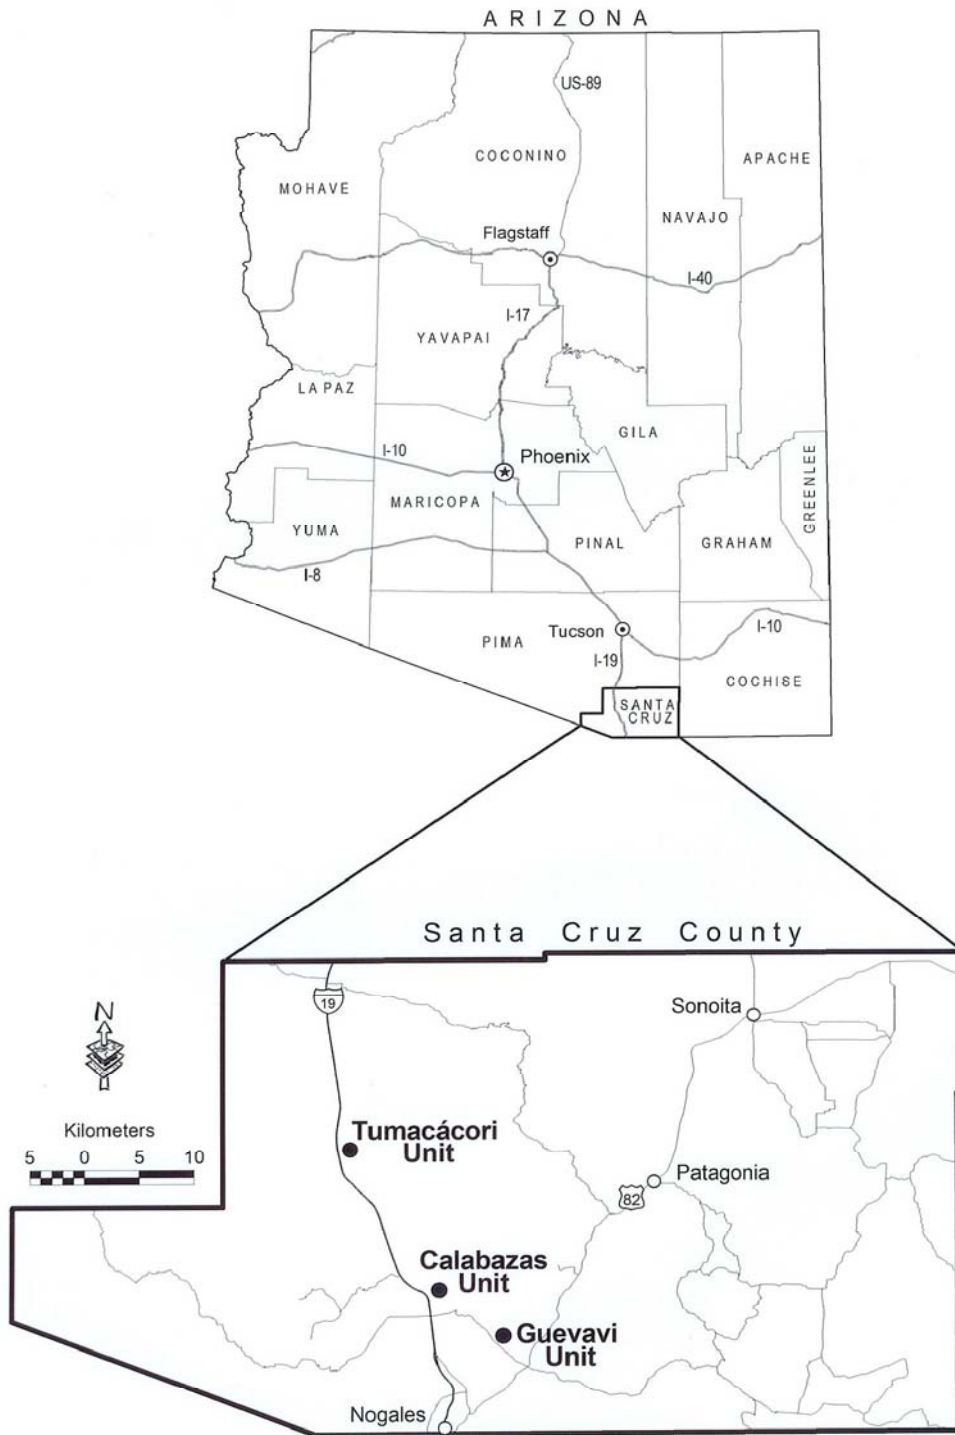 ARIZONA
US-89
COCONINO
APACHE
MOHAVE
NAVAJO
Flagstaff
I-40
I-17
YAVAPAI
LA PAZ
GILA
I-10
Phoenix
GREENLEE
MARICOPA
YUMA
PINAL
GRAHAM
I-8
Tucson
I-10
PIMA
I-19
COCHISE
SANTA
CRUZ
Santa Cruz County
19
Sonoita
N
Kilometers
5 0 5 10
Tumacácori
Unit
Patagonia
82
Calabazas
Unit
Guevavi
Unit
Nogales